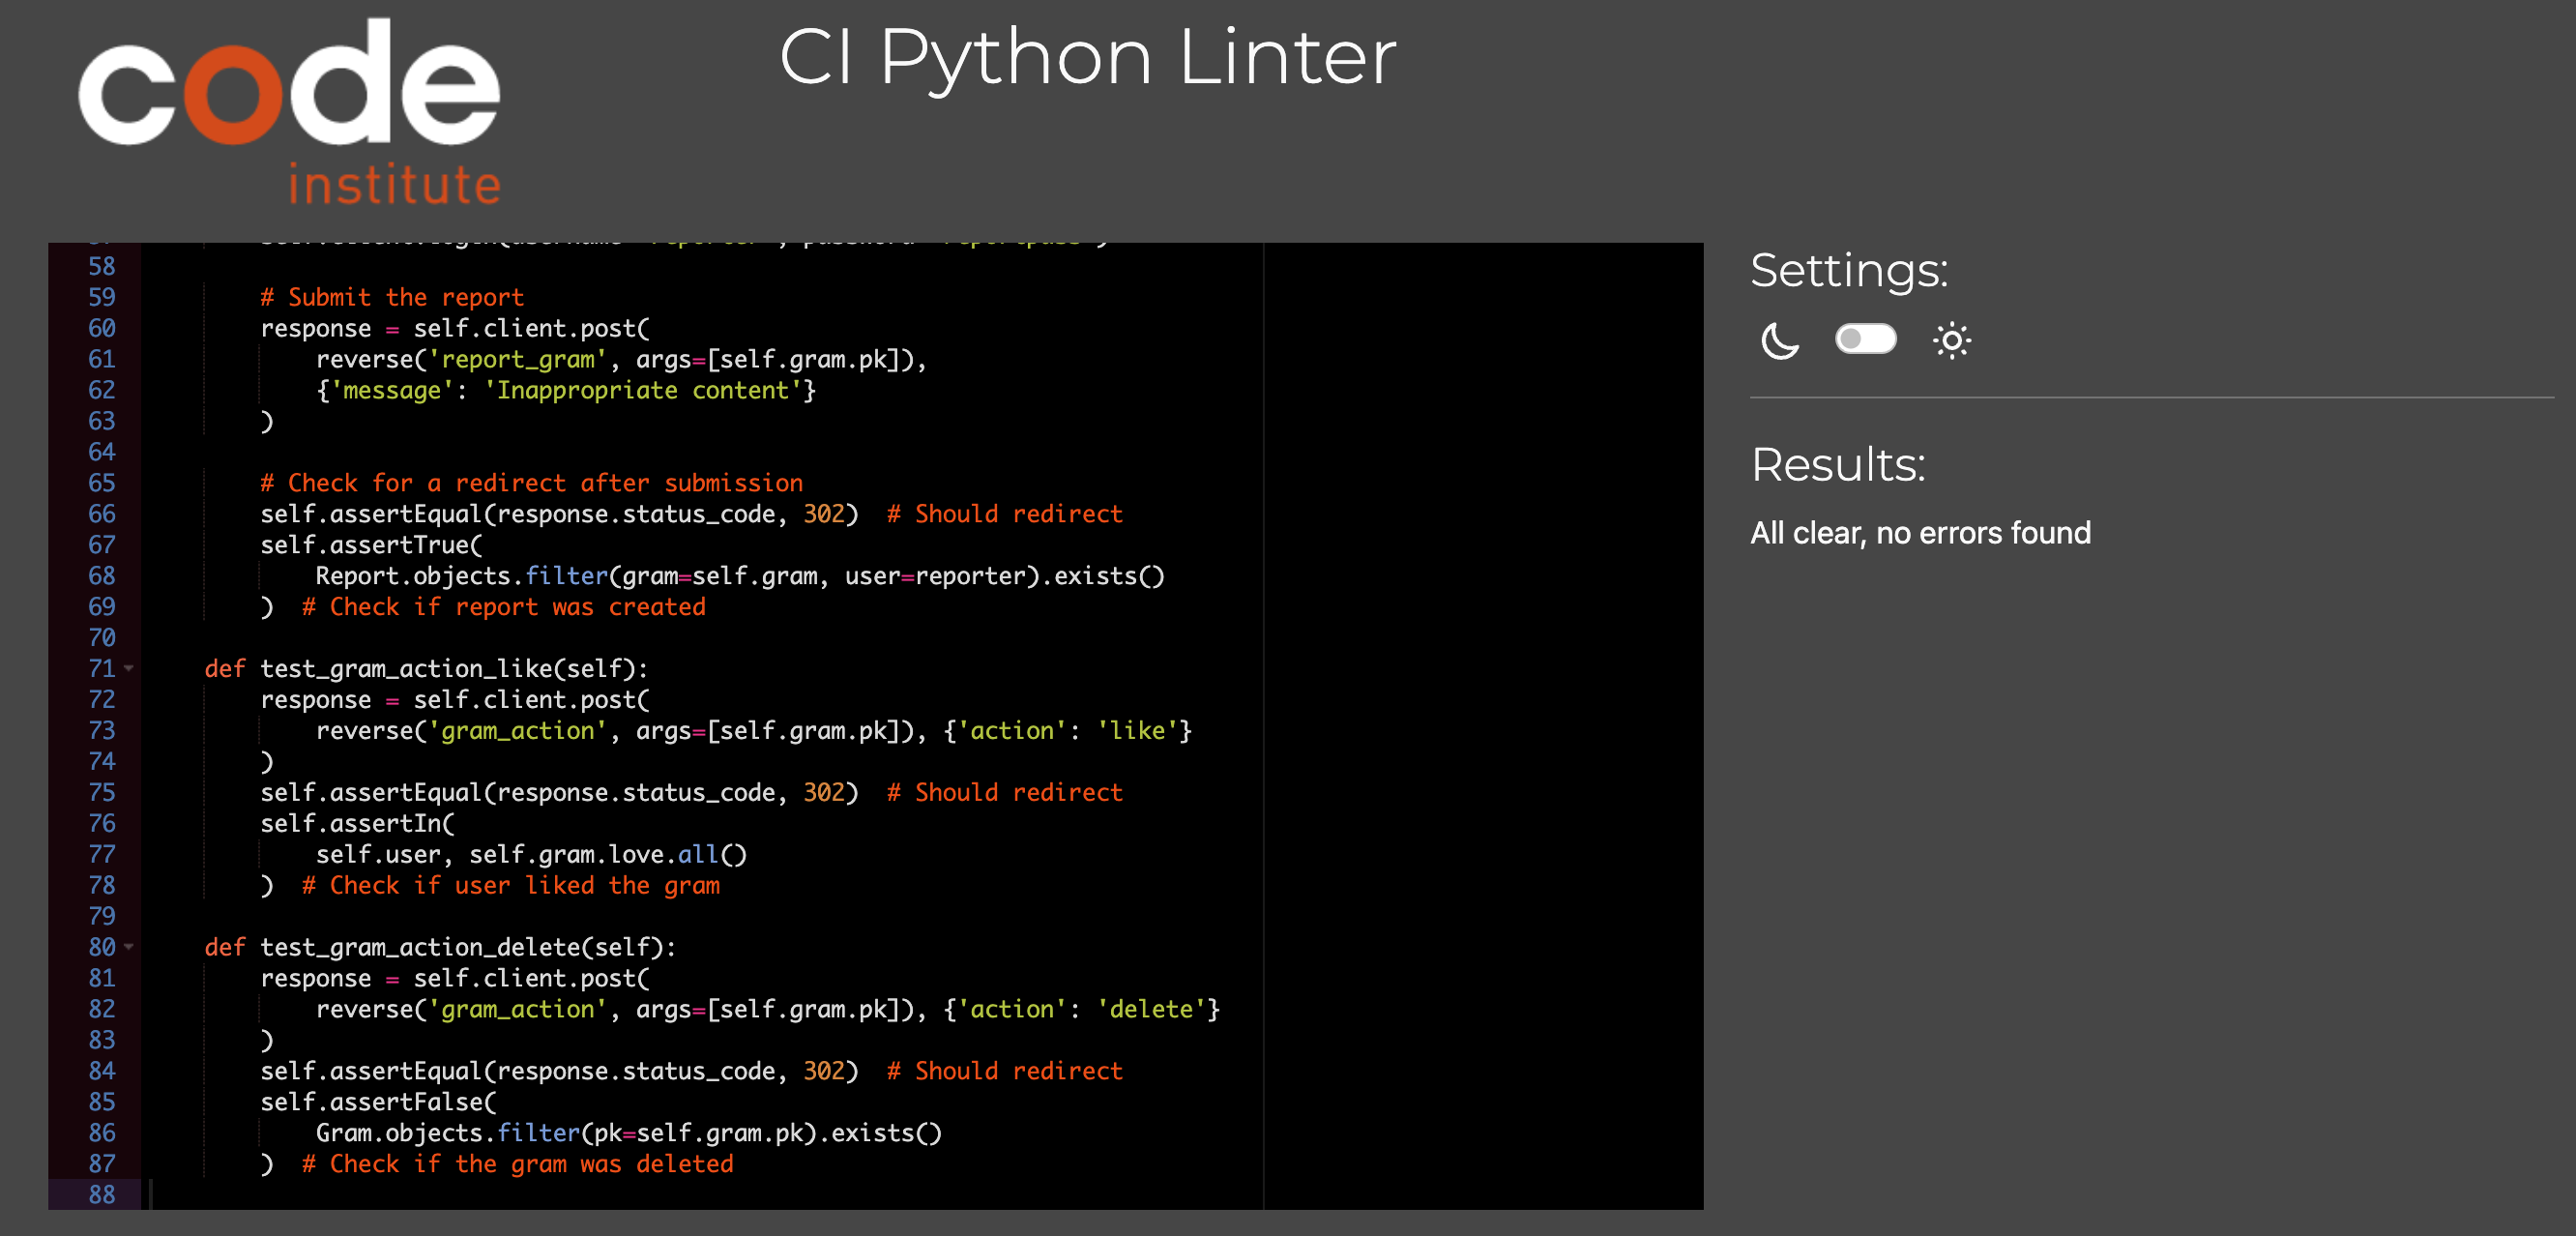 code
institute
CI Python Linter
58
59 # Submit the report
60 response = self.client.post(
61 reverse('report_gram', args=[self.gram.pk]),
62 {'message': 'Inappropriate content'}
63 )
64
65 # Check for a redirect after submission
66 self.assertEqual(response.status_code, 302)  # Should redirect
67 self.assertTrue(
68 Report.objects.filter(gram=self.gram, user=reporter).exists()
69 )  # Check if report was created
70
71 def test_gram_action_like(self):
72 response = self.client.post(
73 reverse('gram_action', args=[self.gram.pk]), {'action': 'like'}
74 )
75 self.assertEqual(response.status_code, 302)  # Should redirect
76 self.assertIn(
77 self.user, self.gram.love.all()
78 )  # Check if user liked the gram
79
80 def test_gram_action_delete(self):
81 response = self.client.post(
82 reverse('gram_action', args=[self.gram.pk]), {'action': 'delete'}
83 )
84 self.assertEqual(response.status_code, 302)  # Should redirect
85 self.assertFalse(
86 Gram.objects.filter(pk=self.gram.pk).exists()
87 )  # Check if the gram was deleted
88
Settings:
Results:
All clear, no errors found